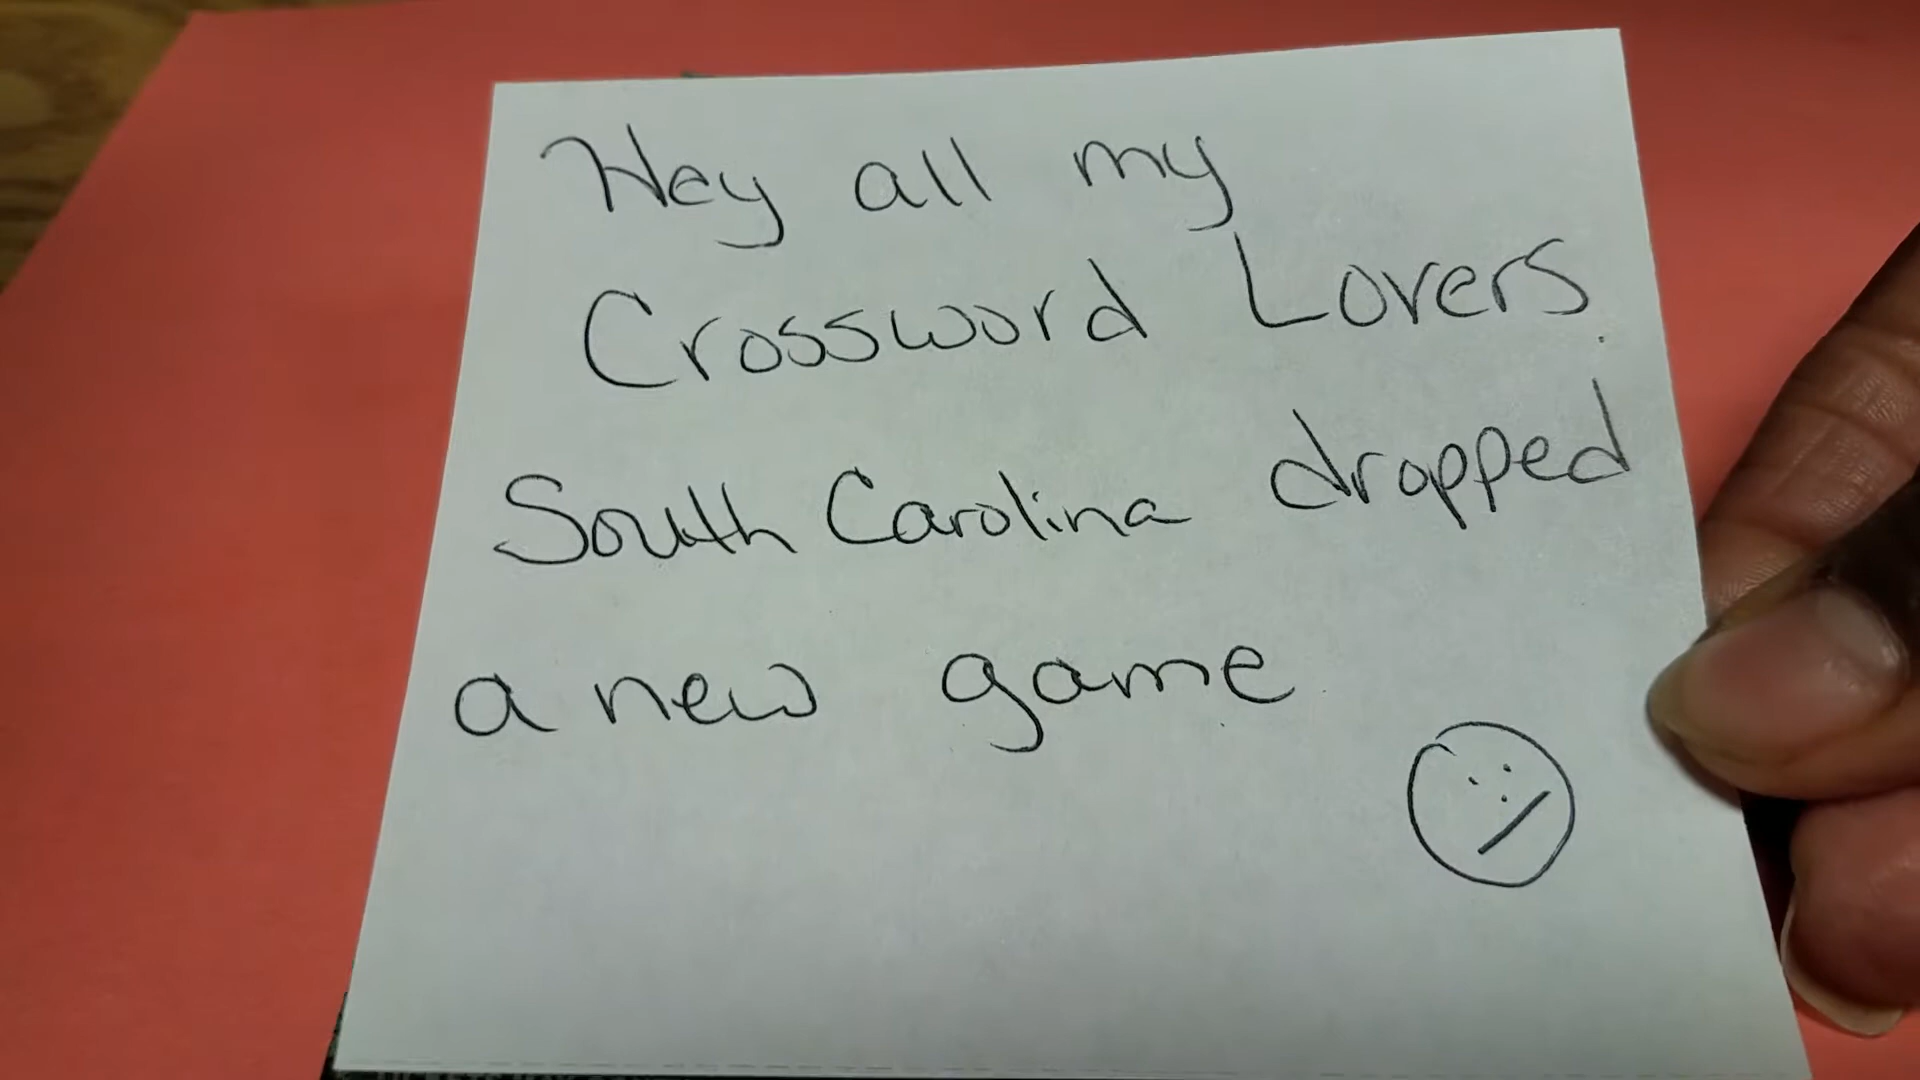 Hey all my
Crossword Lovers.
South Carolina dropped
a new game